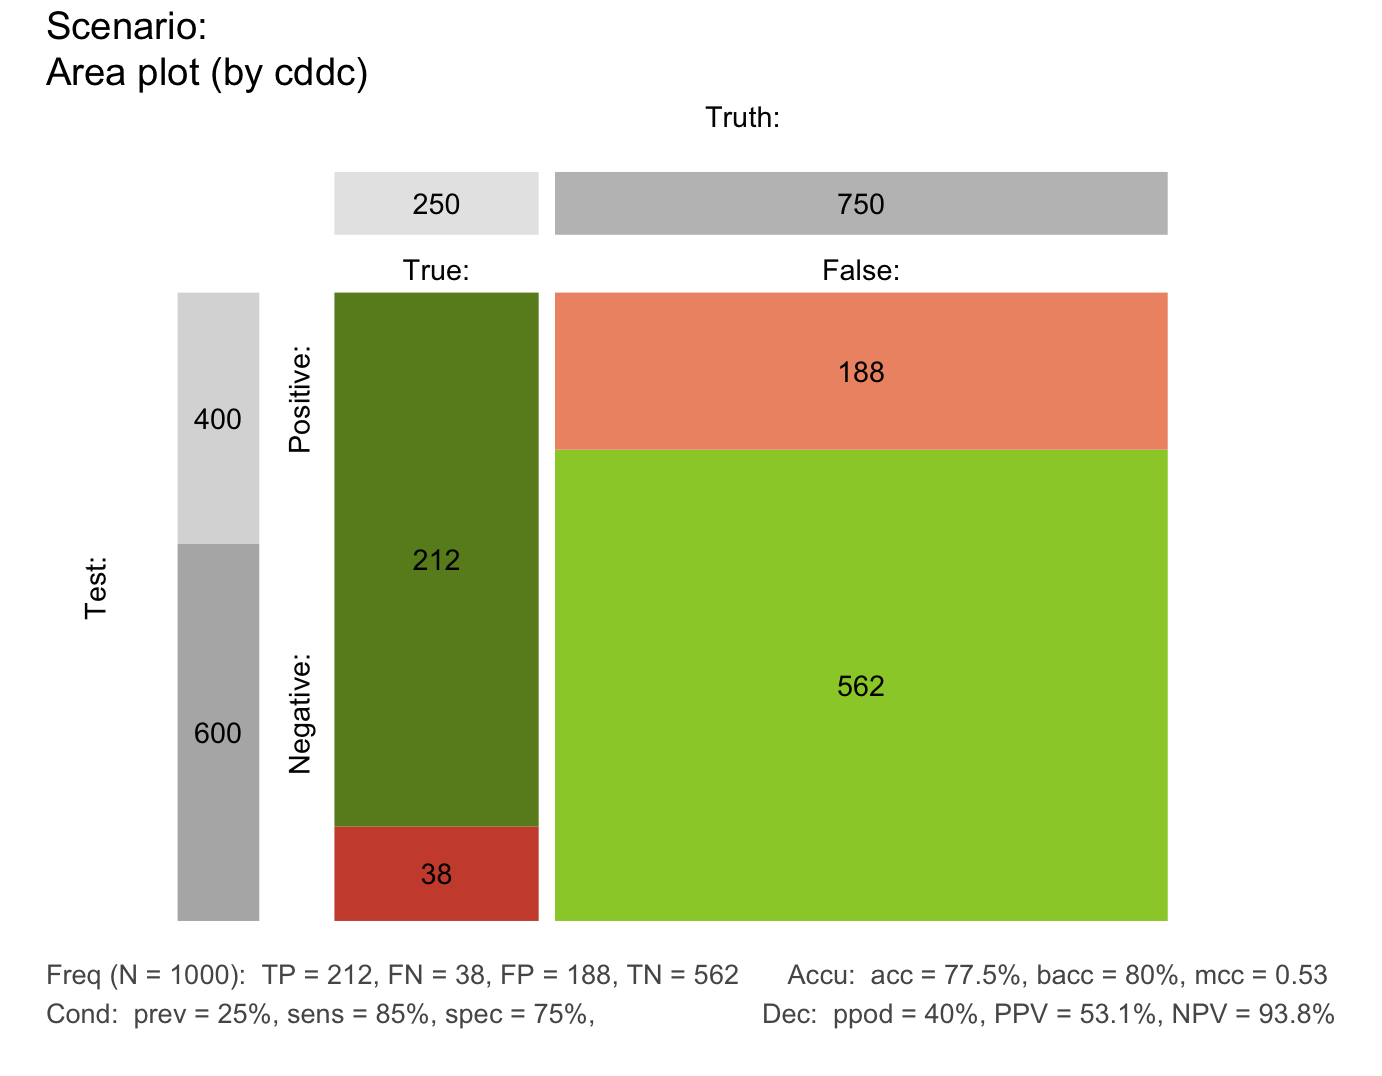 Scenario:
Area plot (by cddc)
Truth:
250
750
True:
False:
Test:
400
600
Positive:
Negative:
212
188
38
562
Freq (N = 1000):  TP = 212, FN = 38, FP = 188, TN = 562
Accu:  acc = 77.5%, bacc = 80%, mcc = 0.53
Cond:  prev = 25%, sens = 85%, spec = 75%,
Dec:  ppod = 40%, PPV = 53.1%, NPV = 93.8%